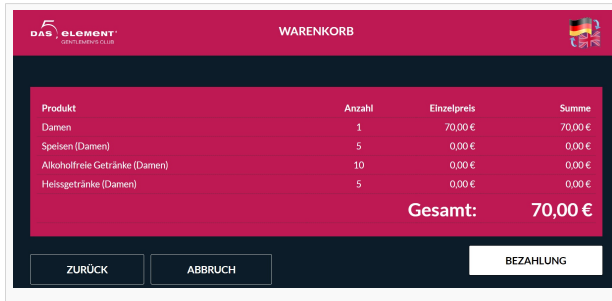 5
DAS ELEMENT
GENTLEMEN'S CLUB
WARENKORB
Produkt Anzahl Einzelpreis Summe
Damen 1 70,00 € 70,00 €
Speisen (Damen) 5 0,00 € 0,00 €
Alkoholfreie Getränke (Damen) 10 0,00 € 0,00 €
Heissgetränke (Damen) 5 0,00 € 0,00 €
Gesamt: 70,00 €
ZURÜCK ABBRUCH BEZAHLUNG